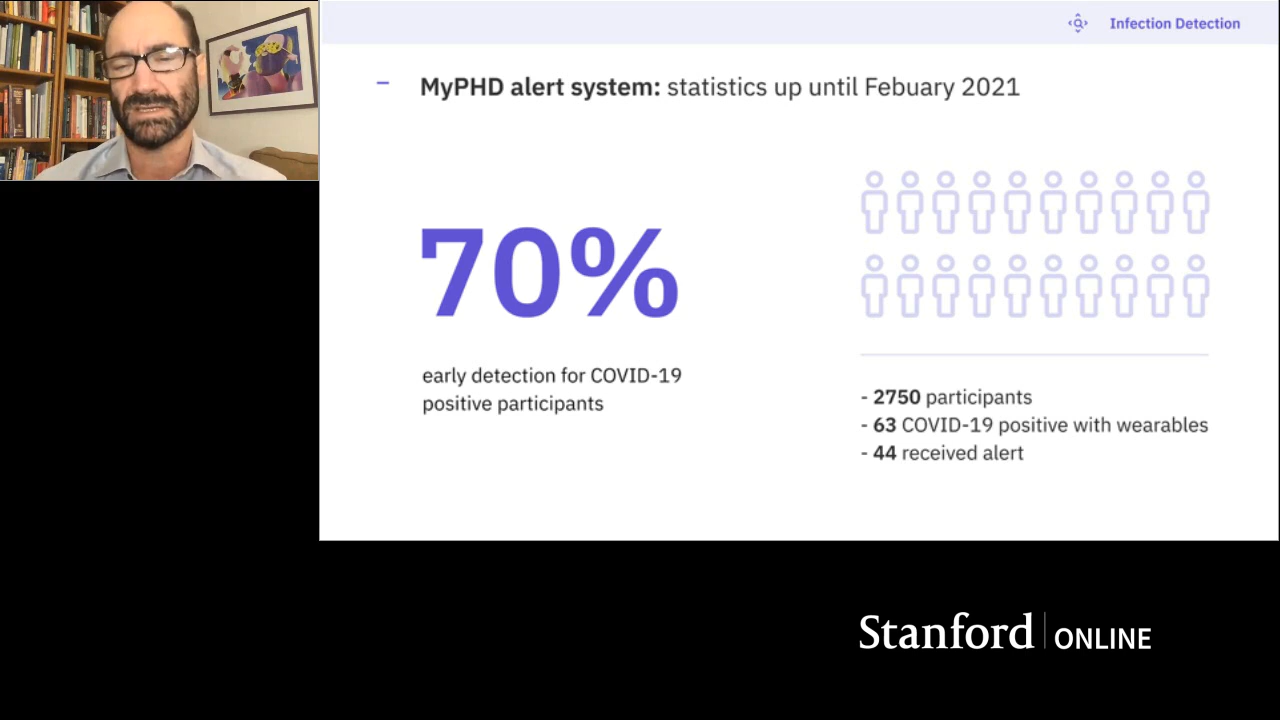 Infection Detection
– MyPHD alert system: statistics up until Febuary 2021
70%
early detection for COVID-19
positive participants
- 2750 participants
- 63 COVID-19 positive with wearables
- 44 received alert
Stanford | ONLINE